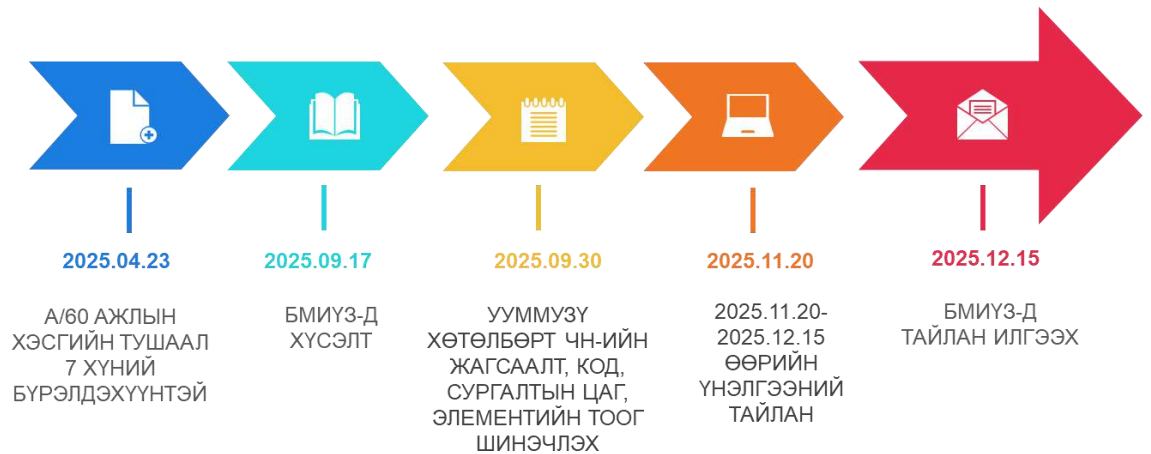 2025.04.23
А/60 АЖЛЫН
ХЭСГИЙН ТУШААЛ
7 ХҮНИЙ
БҮРЭЛДЭХҮҮНТЭЙ
2025.09.17
БМИҮЗ-Д
ХҮСЭЛТ
2025.09.30
УУММУЗҮ
ХӨТӨЛБӨРТ ЧН-ИЙН
ЖАГСААЛТ, КОД,
СУРГАЛТЫН ЦАГ,
ЭЛЕМЕНТИЙН ТООГ
ШИНЭЧЛЭХ
2025.11.20
2025.11.20-
2025.12.15
ӨӨРИЙН
ҮНЭЛГЭЭНИЙ
ТАЙЛАН
2025.12.15
БМИҮЗ-Д
ТАЙЛАН ИЛГЭЭХ